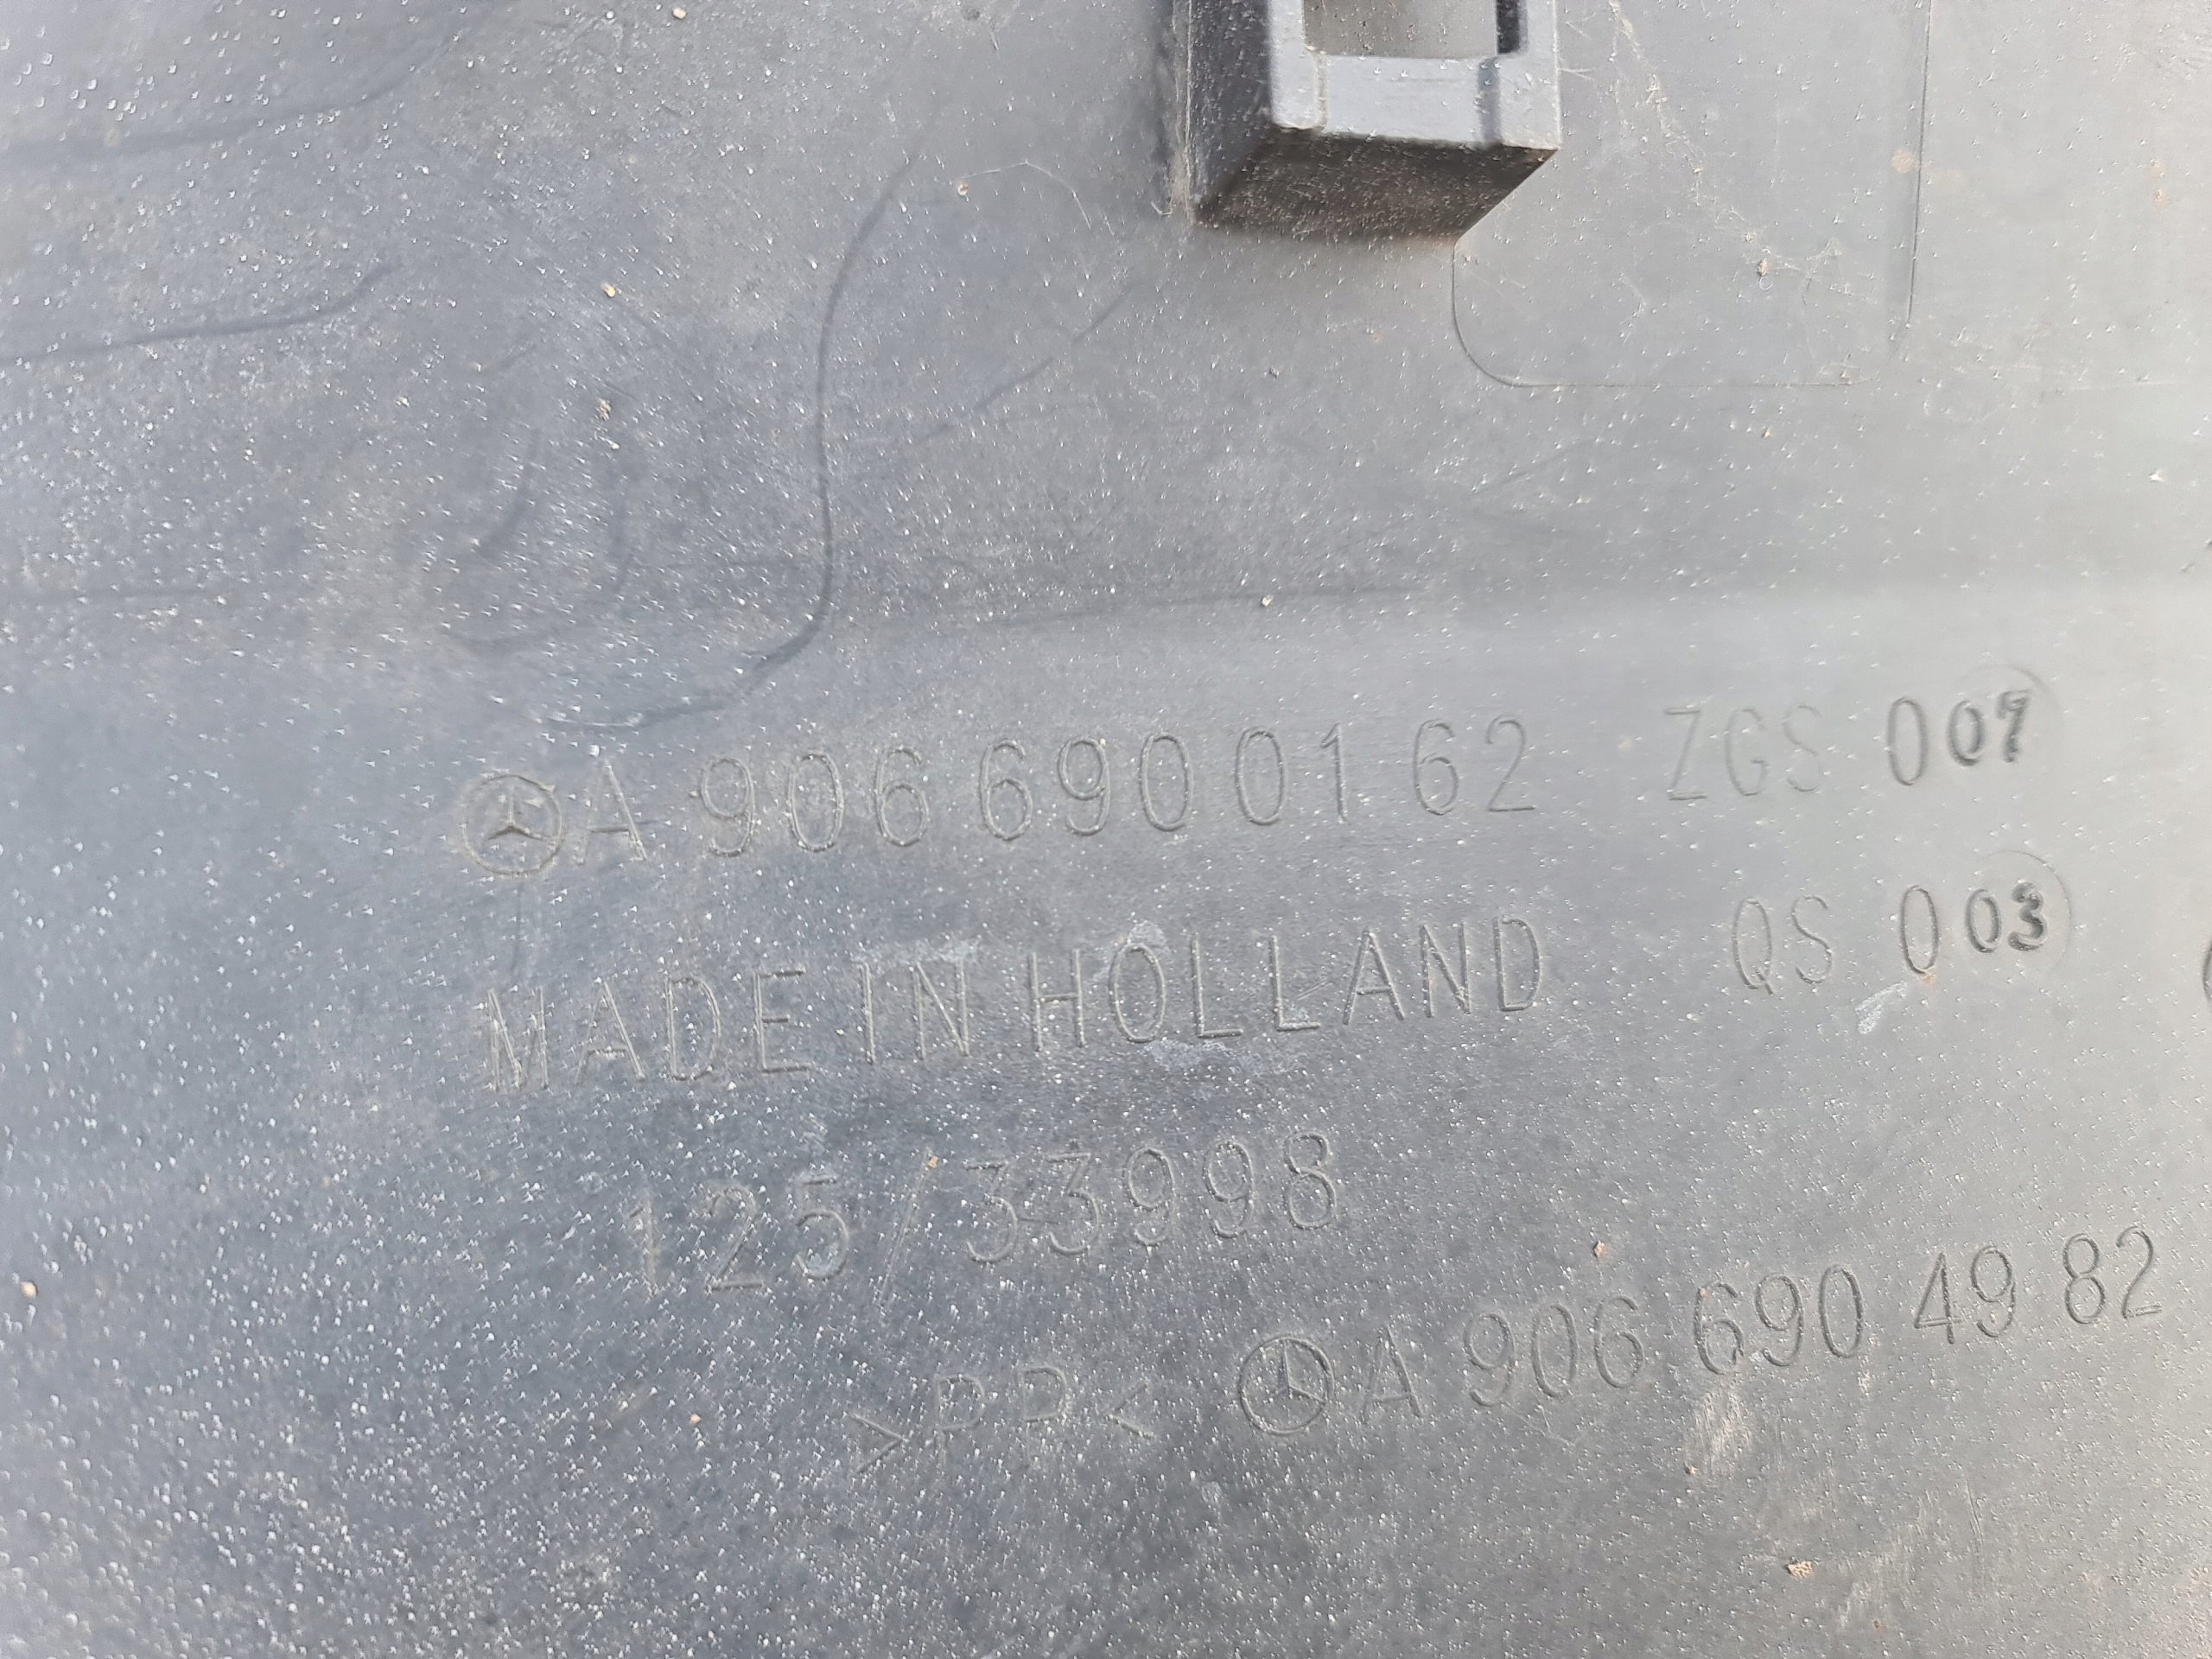 A 906 690 01 62 ZGS 007
MADE IN HOLLAND QS 003
125/33998
>PP< A 906 690 49 82